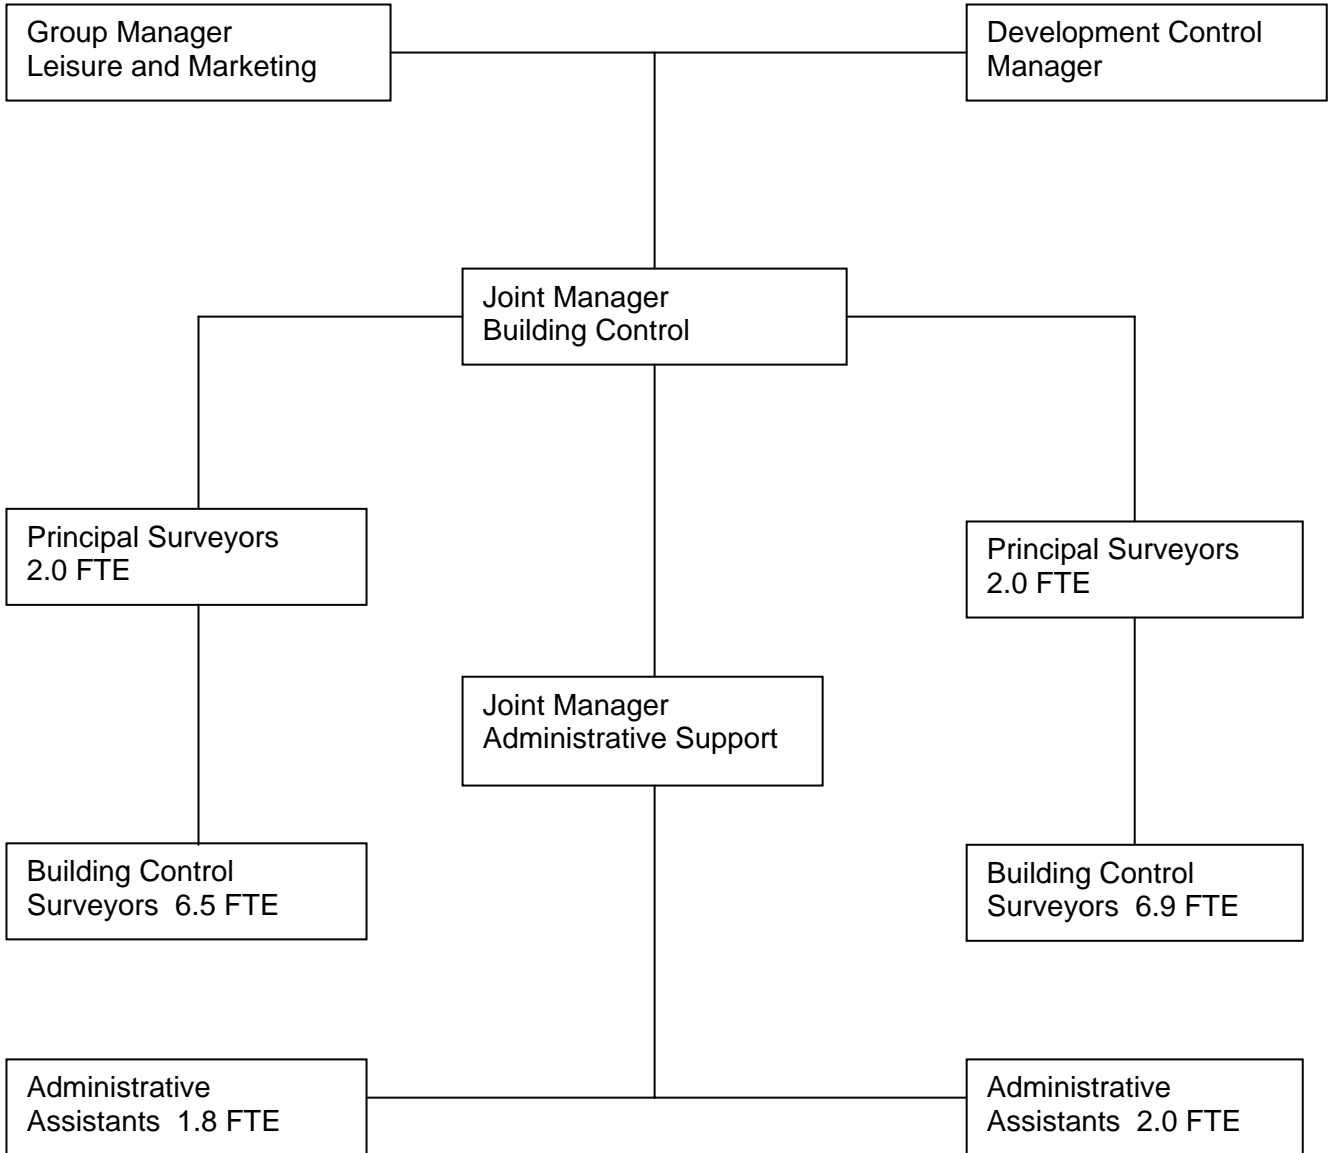 Group Manager
Leisure and Marketing
Development Control
Manager
Joint Manager
Building Control
Principal Surveyors
2.0 FTE
Principal Surveyors
2.0 FTE
Joint Manager
Administrative Support
Building Control
Surveyors  6.5 FTE
Building Control
Surveyors  6.9 FTE
Administrative
Assistants  1.8 FTE
Administrative
Assistants  2.0 FTE